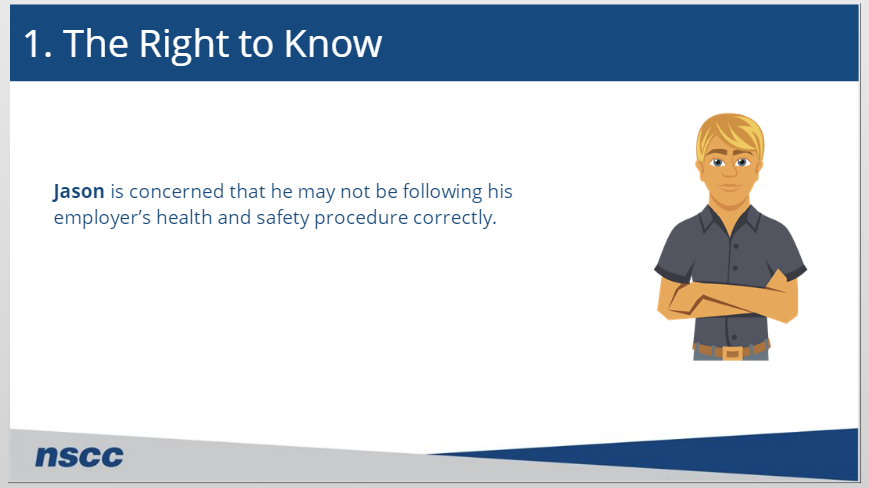 1. The Right to Know
Jason is concerned that he may not be following his
employer’s health and safety procedure correctly.
nscc